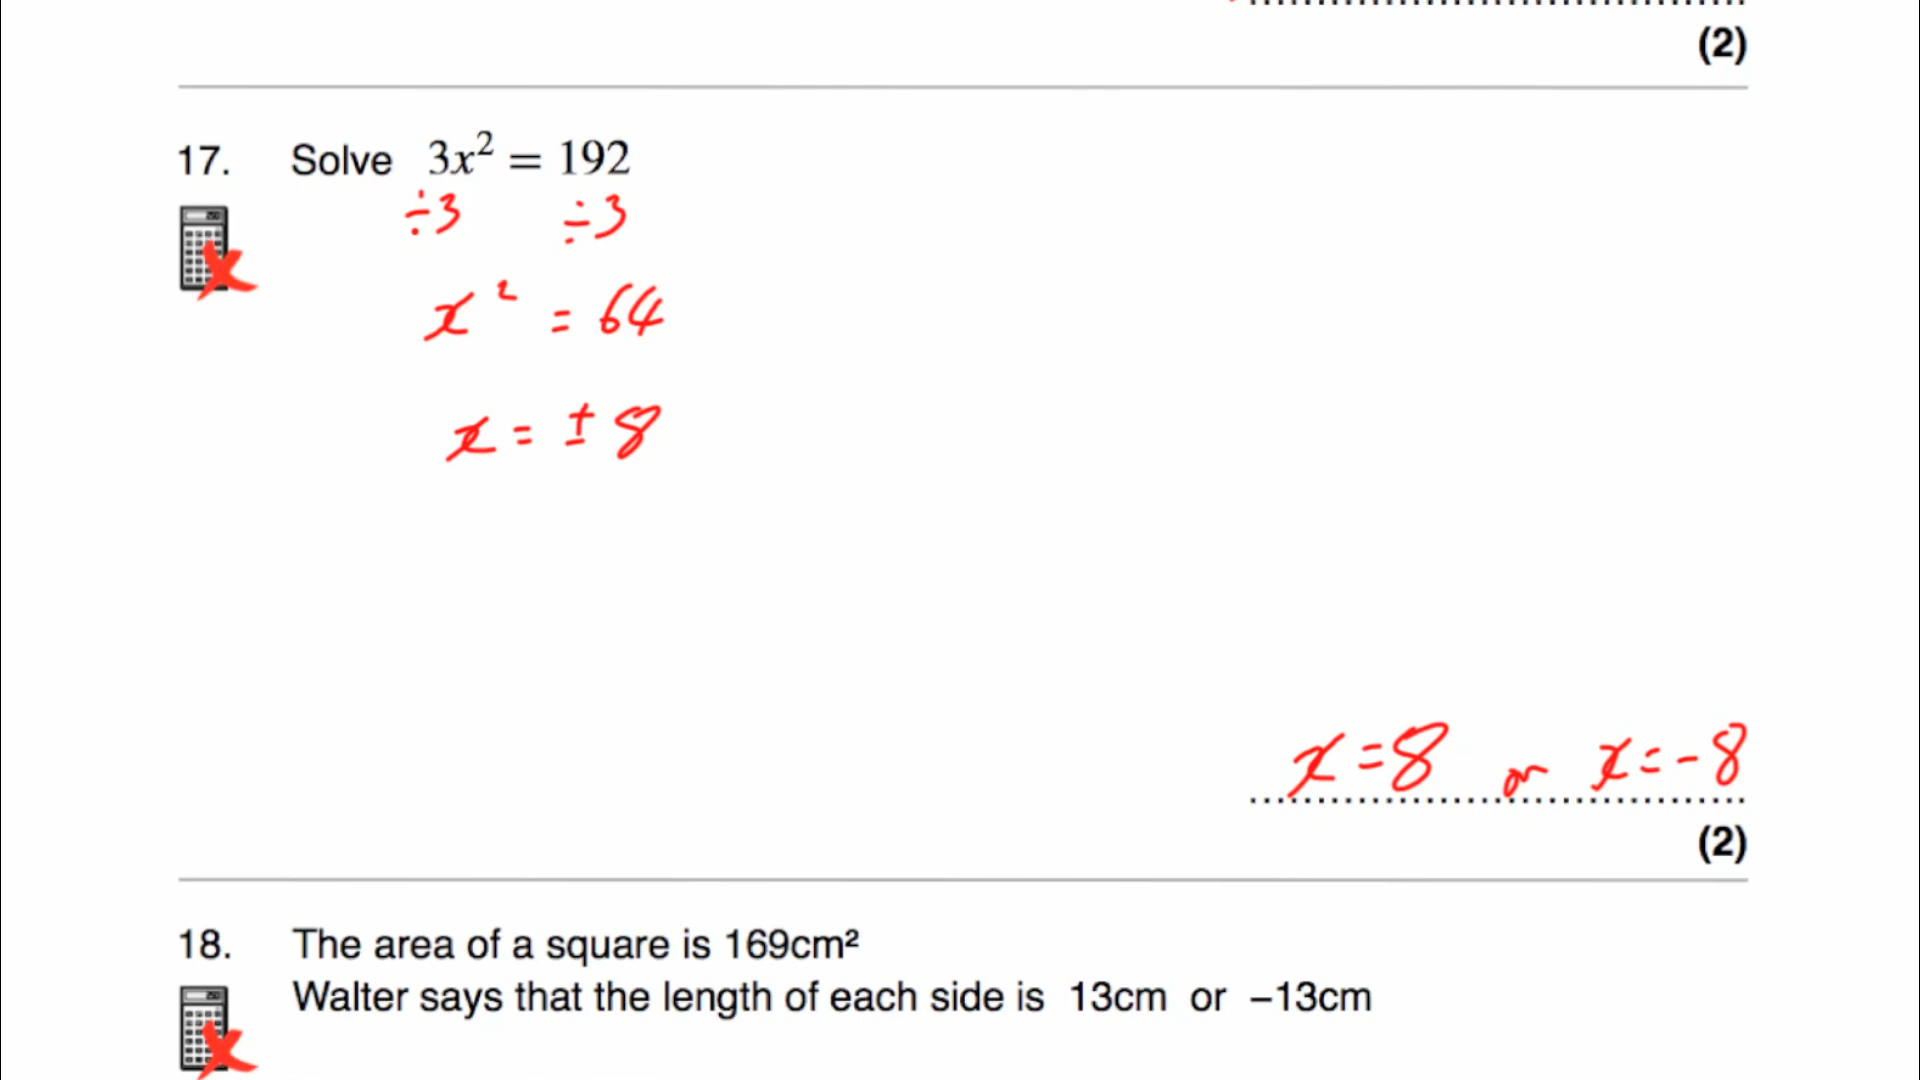 (2)
17. Solve 3x² = 192
÷3 ÷3
x² = 64
x = ± 8
x = 8 or x = -8
(2)
18. The area of a square is 169cm²
Walter says that the length of each side is 13cm or –13cm